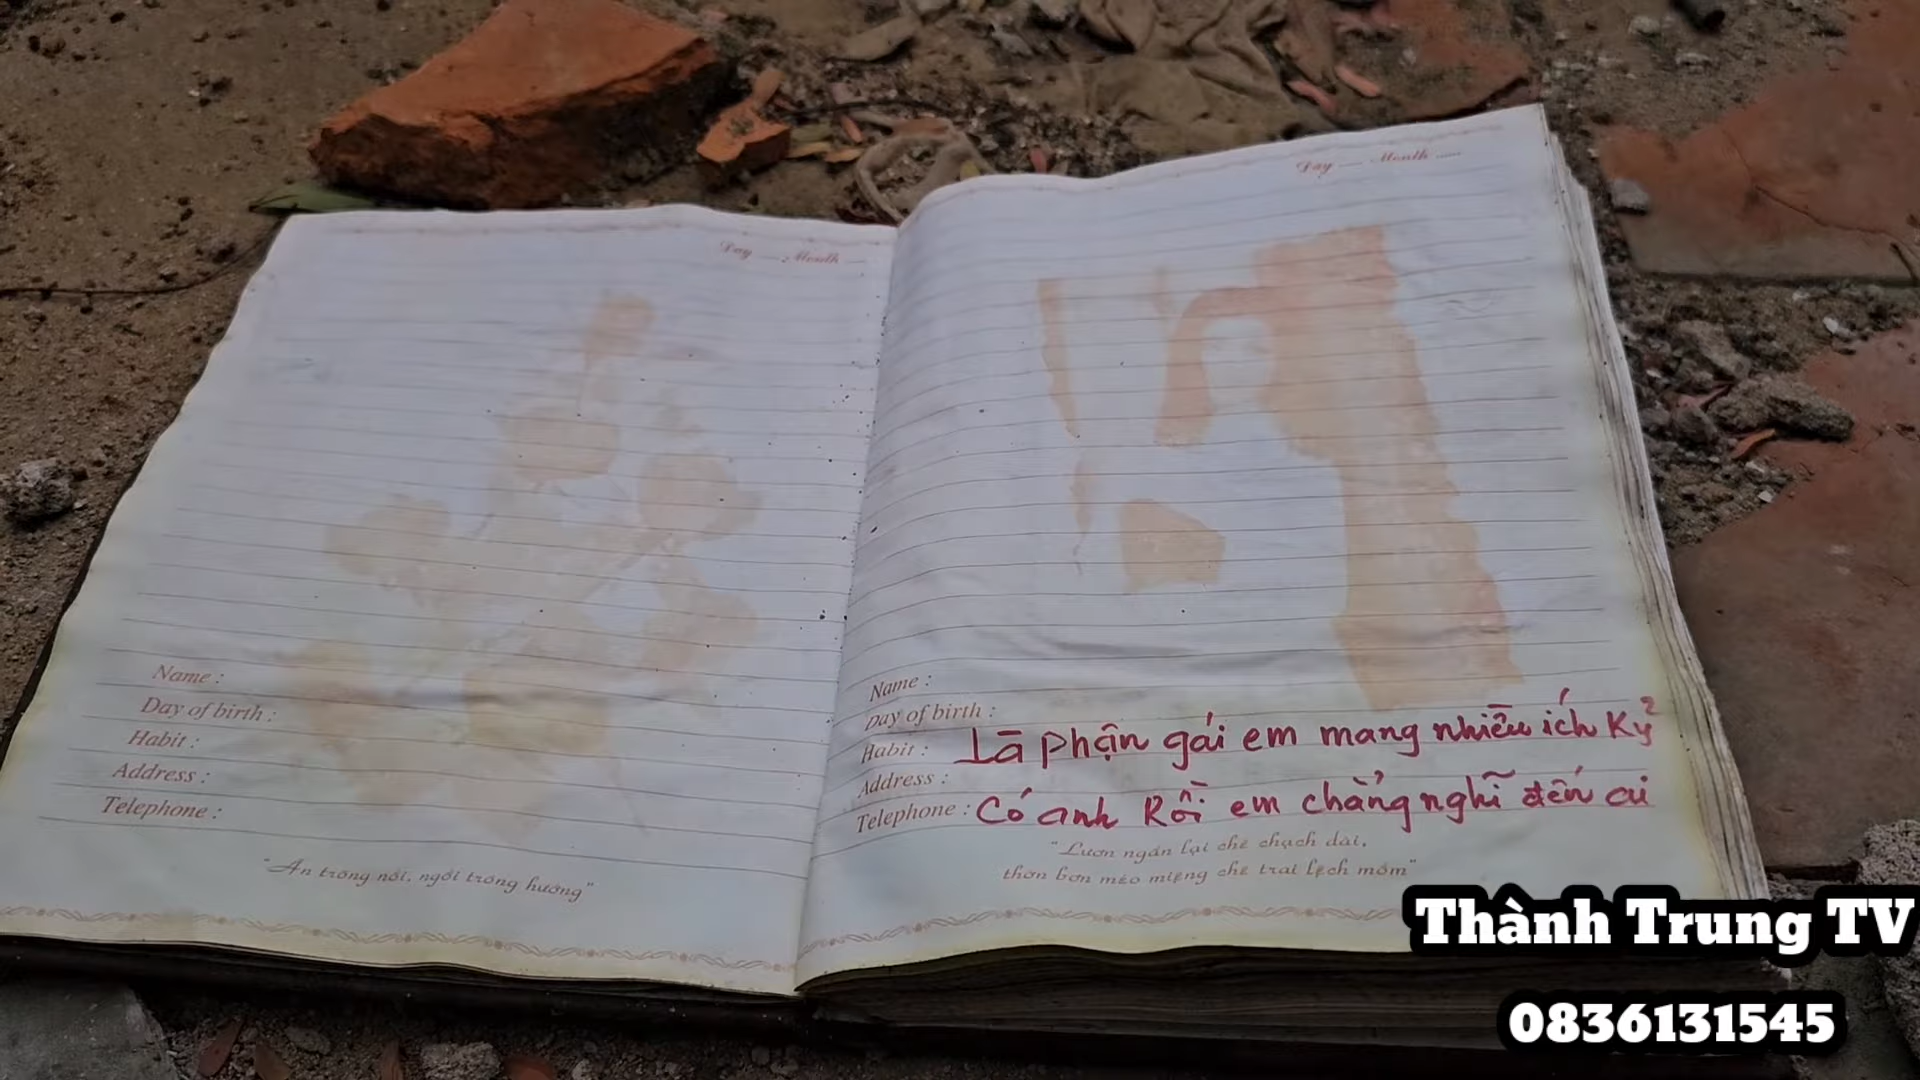 Day ..... Month .....
Name :
Day of birth :
Habit :
Address :
Telephone :
"Ăn trông nồi, ngồi trông hướng"
Day ..... Month .....
Name :
Day of birth :
Habit : Là phận gái em mang nhiều ích Kỷ
Address :
Telephone : Có anh Rồi em chẳng nghĩ đến ai
"Lươn ngắn lại chê chạch dài,
thờn bơn méo miệng chê trai lệch mồm"
Thành Trung TV
0836131545